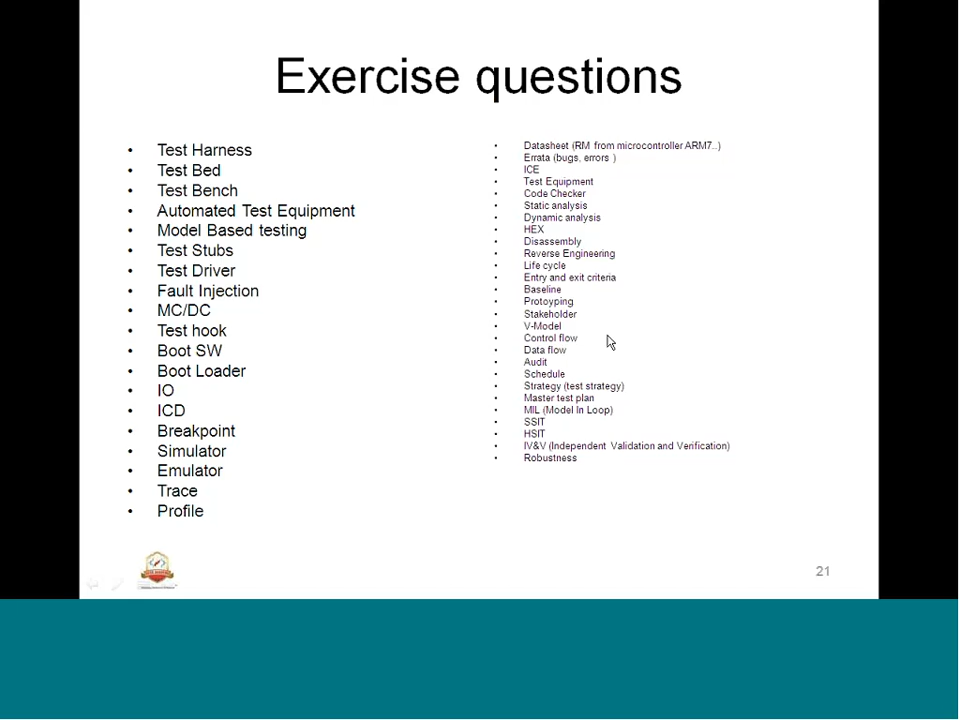 Exercise questions
• Test Harness
• Test Bed
• Test Bench
• Automated Test Equipment
• Model Based testing
• Test Stubs
• Test Driver
• Fault Injection
• MC/DC
• Test hook
• Boot SW
• Boot Loader
• IO
• ICD
• Breakpoint
• Simulator
• Emulator
• Trace
• Profile
• Datasheet (RM from microcontroller ARM7..)
• Errata (bugs, errors )
• ICE
• Test Equipment
• Code Checker
• Static analysis
• Dynamic analysis
• HEX
• Disassembly
• Reverse Engineering
• Life cycle
• Entry and exit criteria
• Baseline
• Protoyping
• Stakeholder
• V-Model
• Control flow
• Data flow
• Audit
• Schedule
• Strategy (test strategy)
• Master test plan
• MIL (Model In Loop)
• SSIT
• HSIT
• IV&V (Independent Validation and Verification)
• Robustness
21